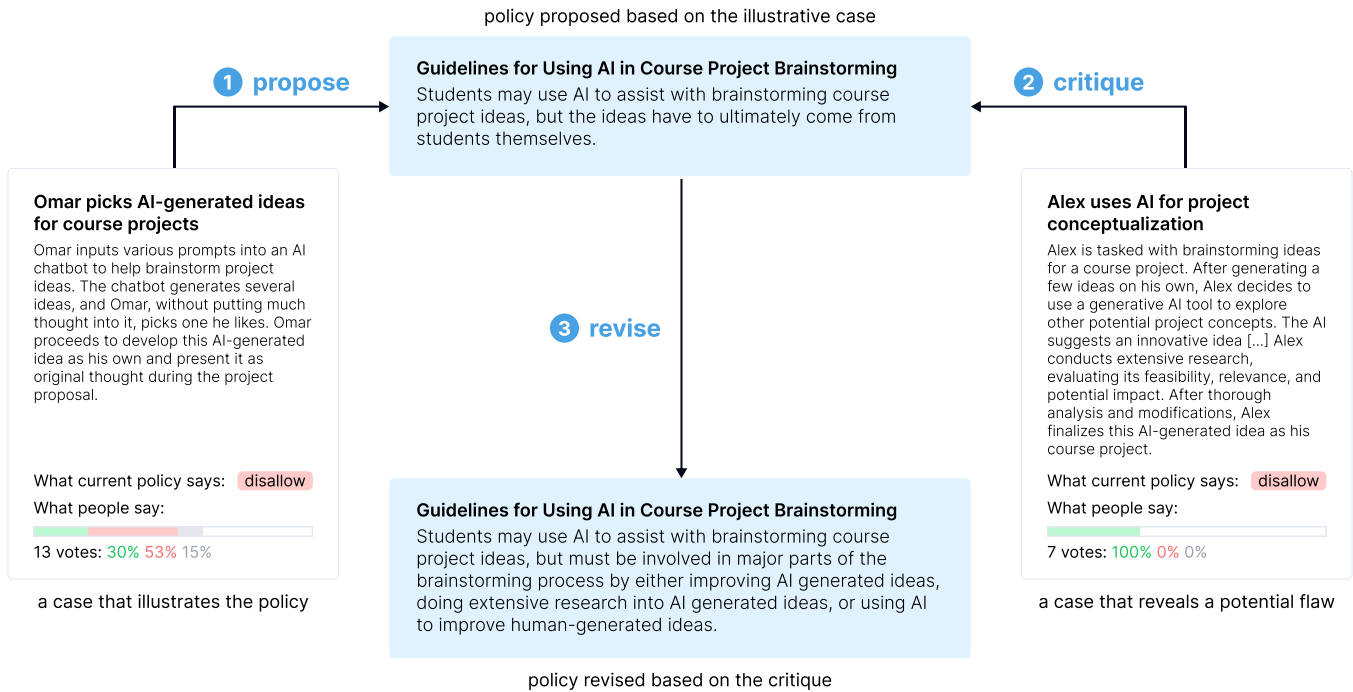 policy proposed based on the illustrative case
1 propose
Guidelines for Using AI in Course Project Brainstorming
Students may use AI to assist with brainstorming course
project ideas, but the ideas have to ultimately come from
students themselves.
2 critique
Omar picks AI-generated ideas
for course projects
Omar inputs various prompts into an AI
chatbot to help brainstorm project
ideas. The chatbot generates several
ideas, and Omar, without putting much
thought into it, picks one he likes. Omar
proceeds to develop this AI-generated
idea as his own and present it as
original thought during the project
proposal.
What current policy says: disallow
What people say:
13 votes: 30% 53% 15%
a case that illustrates the policy
3 revise
Alex uses AI for project
conceptualization
Alex is tasked with brainstorming ideas
for a course project. After generating a
few ideas on his own, Alex decides to
use a generative AI tool to explore
other potential project concepts. The AI
suggests an innovative idea [...] Alex
conducts extensive research,
evaluating its feasibility, relevance, and
potential impact. After thorough
analysis and modifications, Alex
finalizes this AI-generated idea as his
course project.
What current policy says: disallow
What people say:
7 votes: 100% 0% 0%
a case that reveals a potential flaw
Guidelines for Using AI in Course Project Brainstorming
Students may use AI to assist with brainstorming course
project ideas, but must be involved in major parts of the
brainstorming process by either improving AI generated ideas,
doing extensive research into AI generated ideas, or using AI
to improve human-generated ideas.
policy revised based on the critique